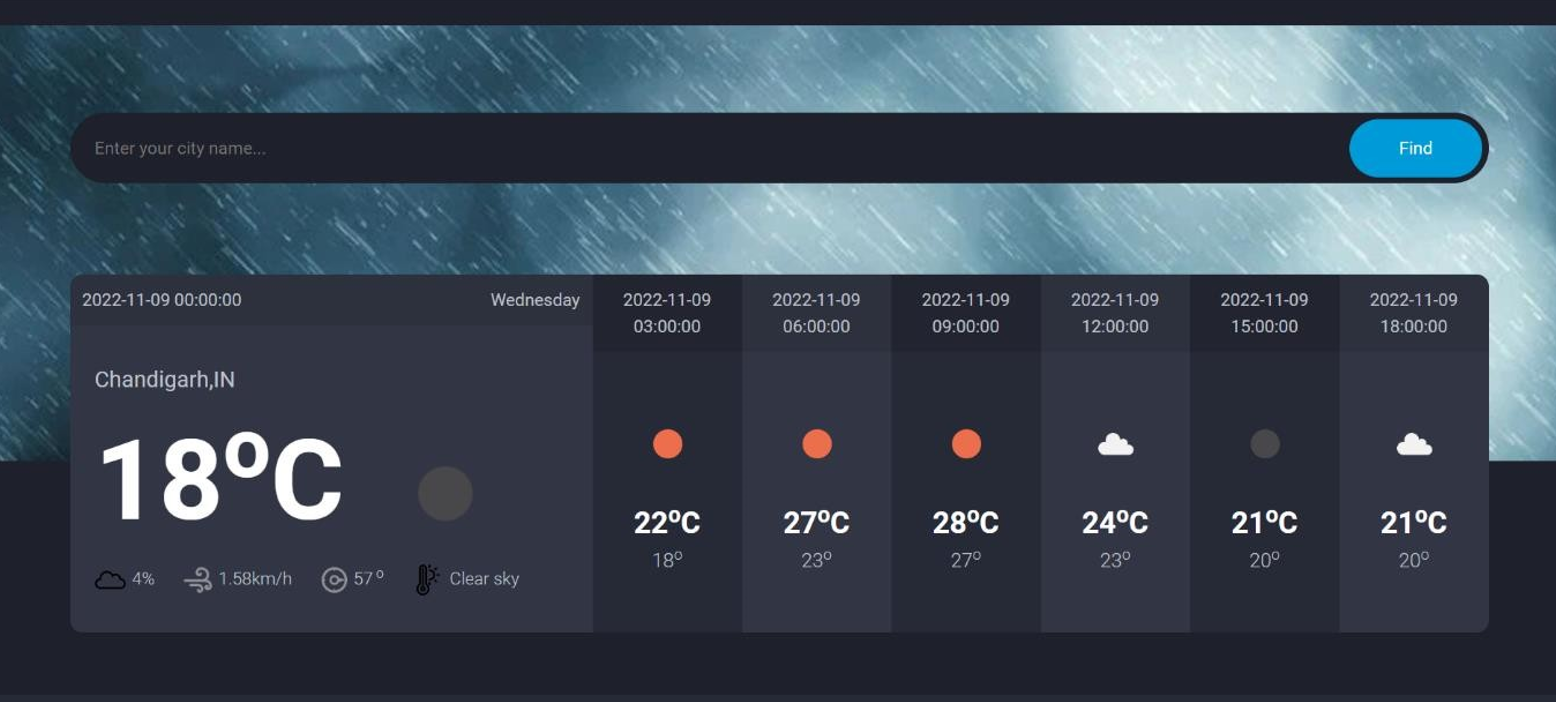 Enter your city name...
Find
2022-11-09 00:00:00
Wednesday
Chandigarh,IN
18ºC
4%
1.58km/h
57º
Clear sky
2022-11-09
03:00:00
22ºC
18º
2022-11-09
06:00:00
27ºC
23º
2022-11-09
09:00:00
28ºC
27º
2022-11-09
12:00:00
24ºC
23º
2022-11-09
15:00:00
21ºC
20º
2022-11-09
18:00:00
21ºC
20º